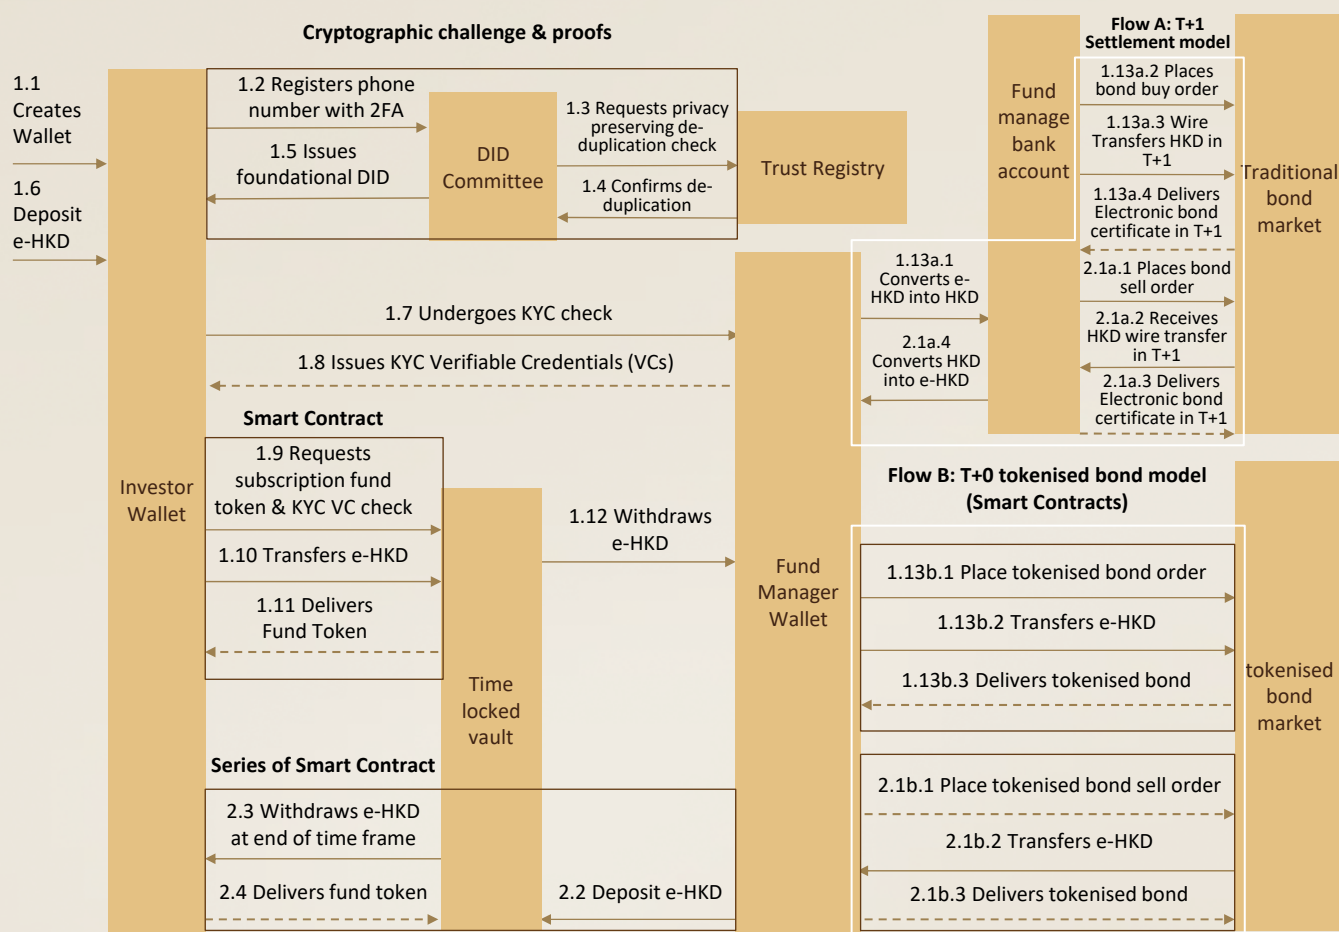 Cryptographic challenge & proofs
1.1
Creates
Wallet
1.6
Deposit
e-HKD
Investor
Wallet
1.2 Registers phone
number with 2FA
1.5 Issues
foundational DID
DID
Committee
1.3 Requests privacy
preserving de-
duplication check
1.4 Confirms de-
duplication
Trust Registry
1.7 Undergoes KYC check
1.8 Issues KYC Verifiable Credentials (VCs)
Smart Contract
1.9 Requests
subscription fund
token & KYC VC check
1.10 Transfers e-HKD
1.11 Delivers
Fund Token
Time
locked
vault
1.12 Withdraws
e-HKD
Fund
Manager
Wallet
Series of Smart Contract
2.3 Withdraws e-HKD
at end of time frame
2.4 Delivers fund token
2.2 Deposit e-HKD
Flow A: T+1
Settlement model
Fund
manage
bank
account
1.13a.1
Converts e-
HKD into HKD
2.1a.4
Converts HKD
into e-HKD
1.13a.2 Places
bond buy order
1.13a.3 Wire
Transfers HKD in
T+1
1.13a.4 Delivers
Electronic bond
certificate in T+1
2.1a.1 Places bond
sell order
2.1a.2 Receives
HKD wire transfer
in T+1
2.1a.3 Delivers
Electronic bond
certificate in T+1
Traditional
bond
market
Flow B: T+0 tokenised bond model
(Smart Contracts)
1.13b.1 Place tokenised bond order
1.13b.2 Transfers e-HKD
1.13b.3 Delivers tokenised bond
2.1b.1 Place tokenised bond sell order
2.1b.2 Transfers e-HKD
2.1b.3 Delivers tokenised bond
tokenised
bond
market